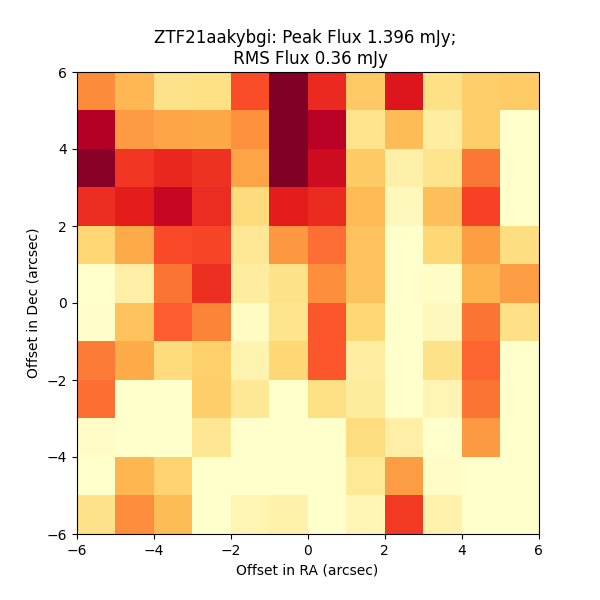 ZTF21aakybgi: Peak Flux 1.396 mJy;
RMS Flux 0.36 mJy
6
4
2
0
−2
−4
−6
Offset in Dec (arcsec)
−6 −4 −2 0 2 4 6
Offset in RA (arcsec)